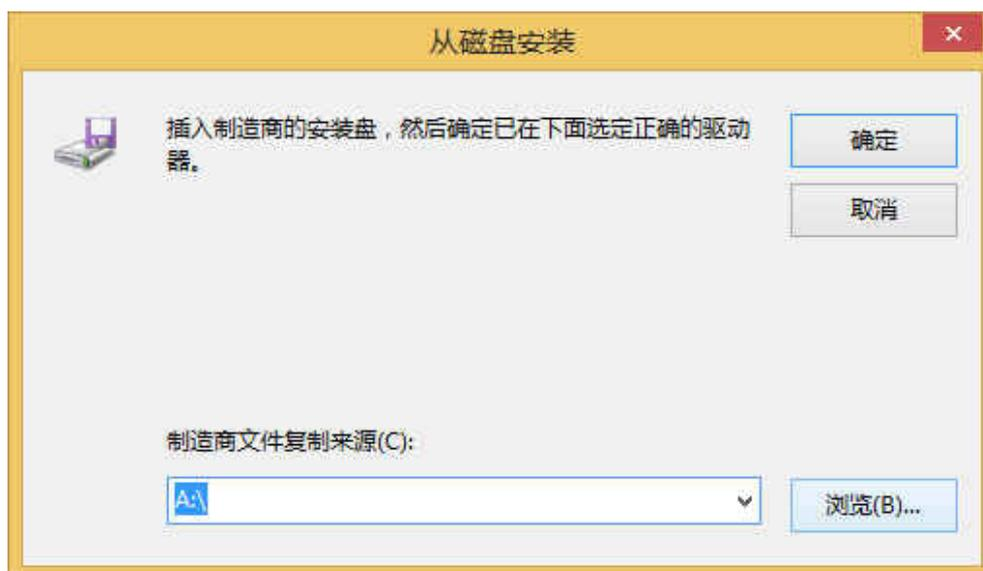 从磁盘安装
插入制造商的安装盘，然后确定已在下面选定正确的驱动
器。
确定
取消
制造商文件复制来源(C):
A:\
浏览(B)...